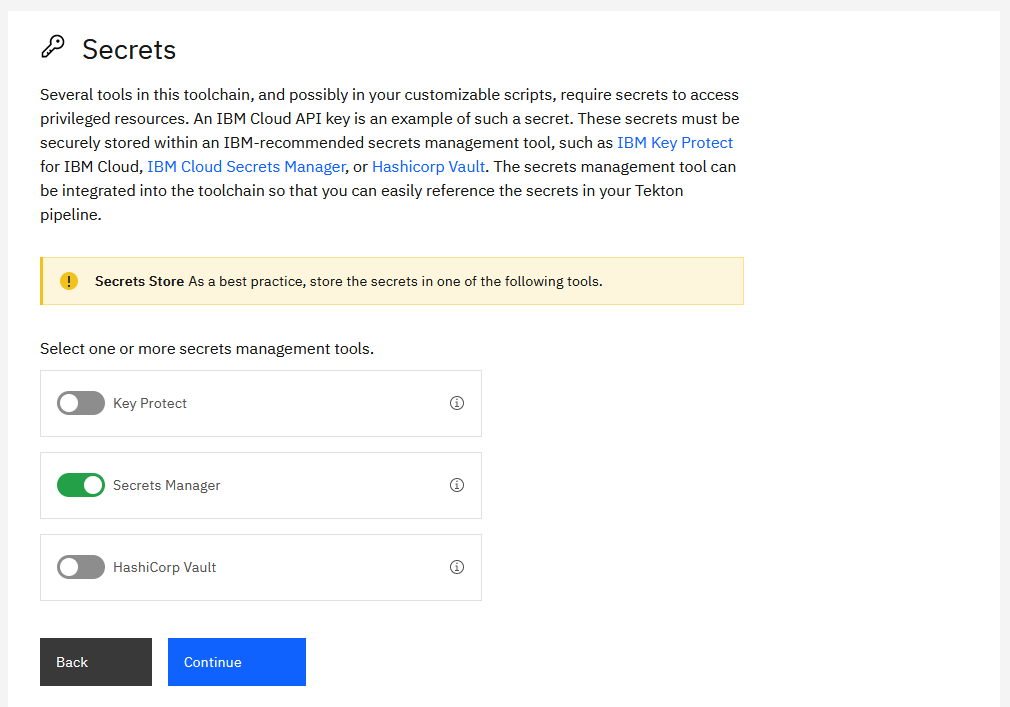 Secrets
Several tools in this toolchain, and possibly in your customizable scripts, require secrets to access
privileged resources. An IBM Cloud API key is an example of such a secret. These secrets must be
securely stored within an IBM-recommended secrets management tool, such as IBM Key Protect
for IBM Cloud, IBM Cloud Secrets Manager, or Hashicorp Vault. The secrets management tool can
be integrated into the toolchain so that you can easily reference the secrets in your Tekton
pipeline.
Secrets Store As a best practice, store the secrets in one of the following tools.
Select one or more secrets management tools.
Key Protect
Secrets Manager
HashiCorp Vault
Back Continue